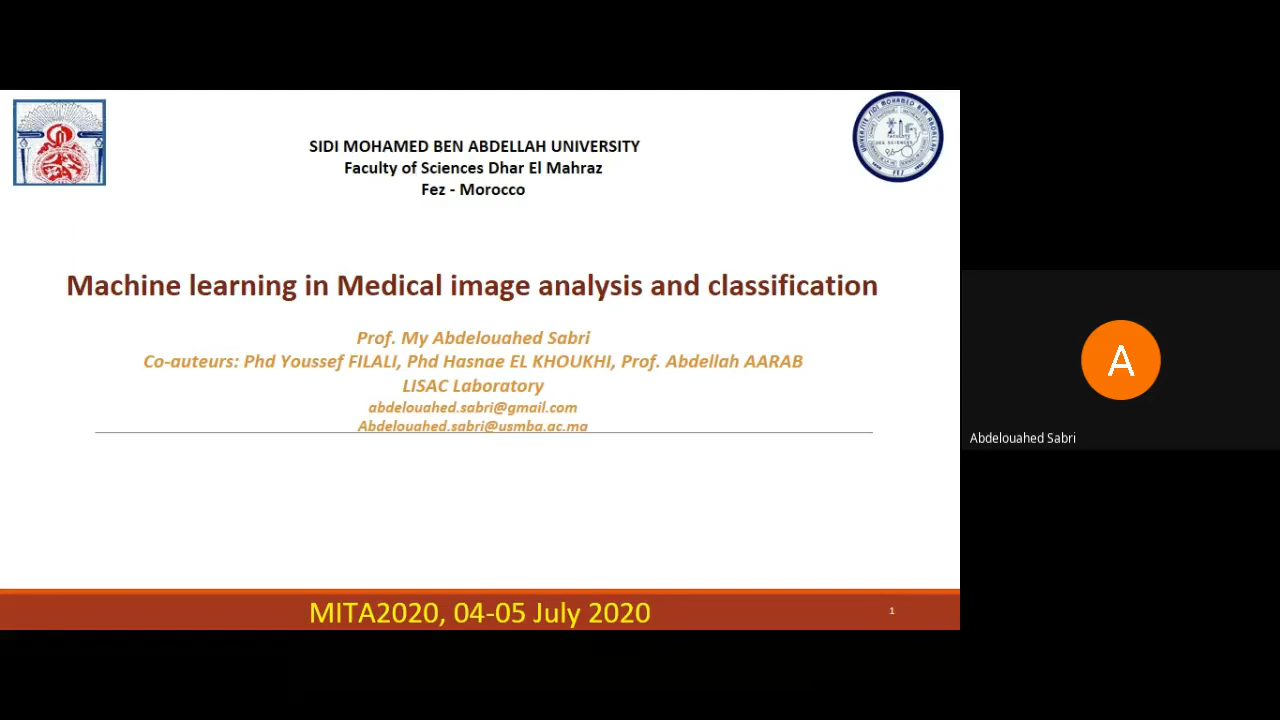 SIDI MOHAMED BEN ABDELLAH UNIVERSITY
Faculty of Sciences Dhar El Mahraz
Fez - Morocco
Machine learning in Medical image analysis and classification
Prof. My Abdelouahed Sabri
Co-auteurs: Phd Youssef FILALI, Phd Hasnae EL KHOUKHI, Prof. Abdellah AARAB
LISAC Laboratory
abdelouahed.sabri@gmail.com
Abdelouahed.sabri@usmba.ac.ma
MITA2020, 04-05 July 2020
1
A
Abdelouahed Sabri